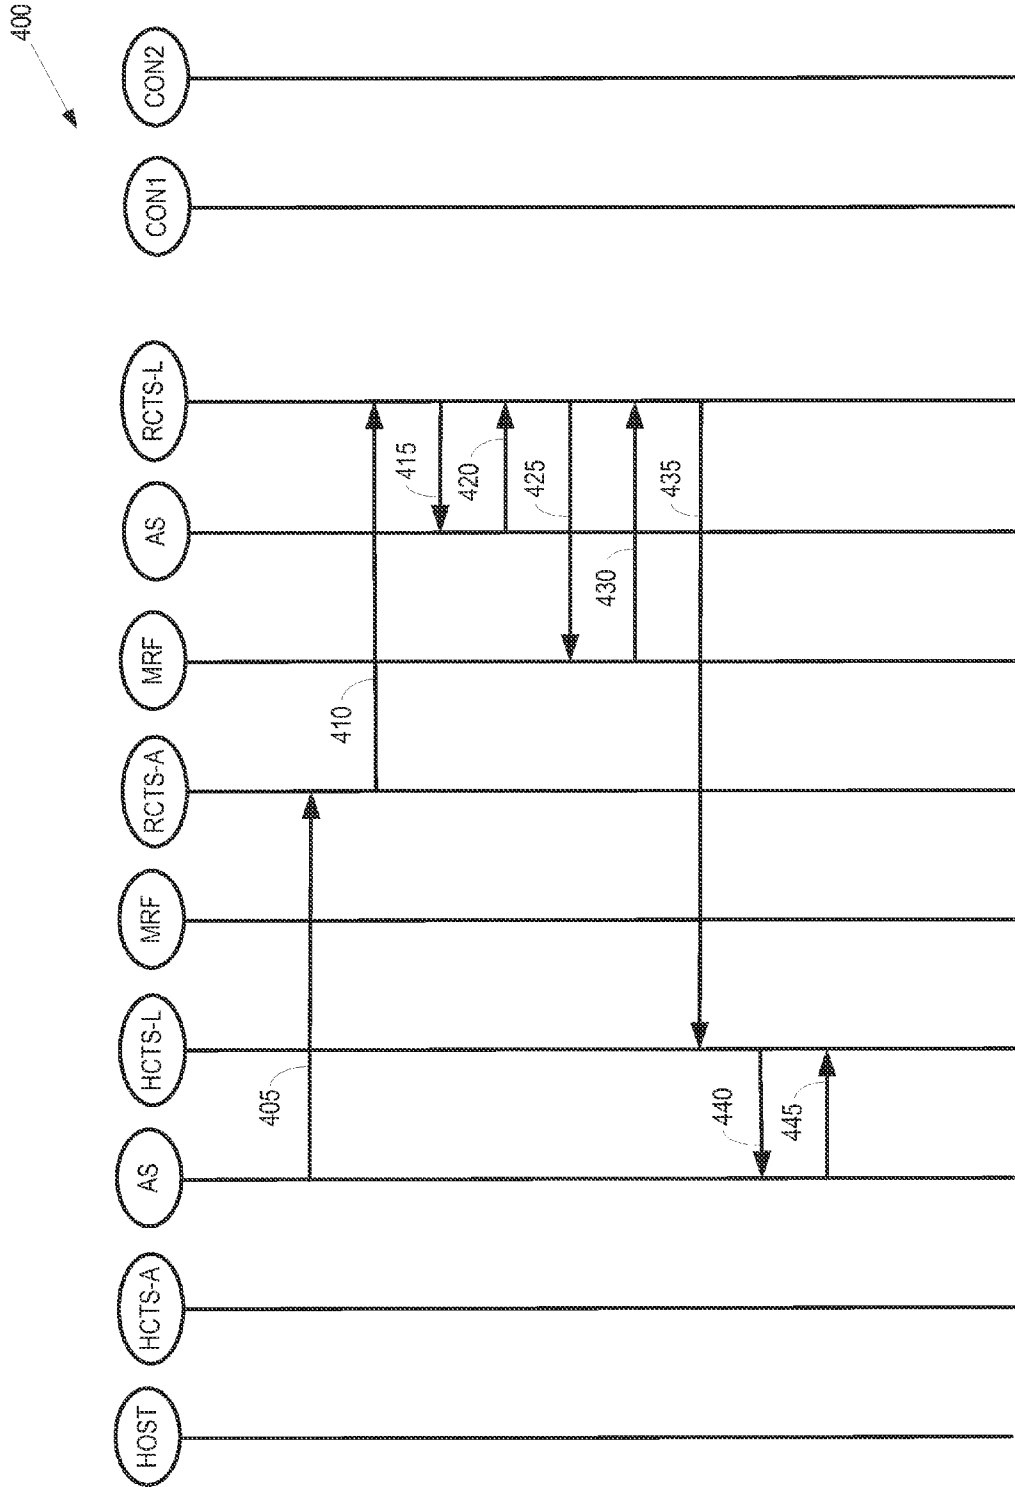 400
HOST
HCTS-A
AS
HCTS-L
MRF
RCTS-A
MRF
AS
RCTS-L
CON1
CON2
405
410
415
420
425
430
435
440
445